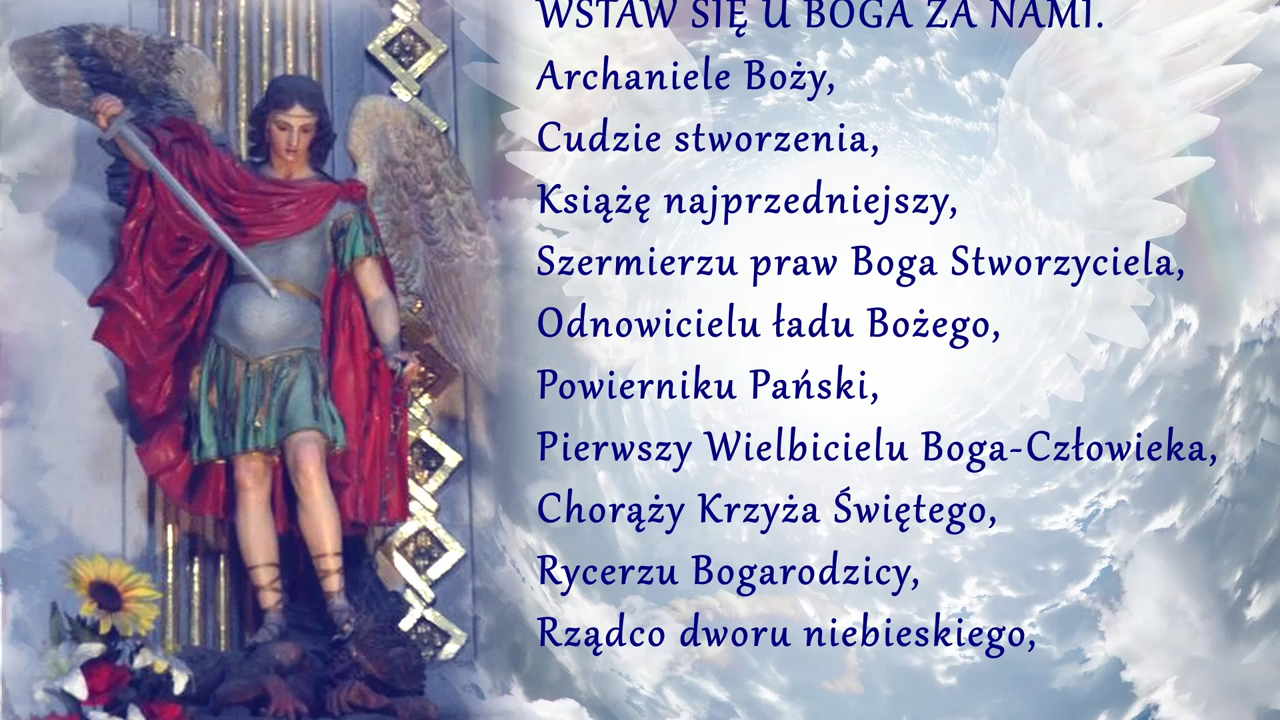 WSTAW SIĘ U BOGA ZA NAMI.
Archaniele Boży,
Cudzie stworzenia,
Książę najprzedniejszy,
Szermierzu praw Boga Stworzyciela,
Odnowicielu ładu Bożego,
Powierniku Pański,
Pierwszy Wielbicielu Boga-Człowieka,
Chorąży Krzyża Świętego,
Rycerzu Bogarodzicy,
Rządco dworu niebieskiego,